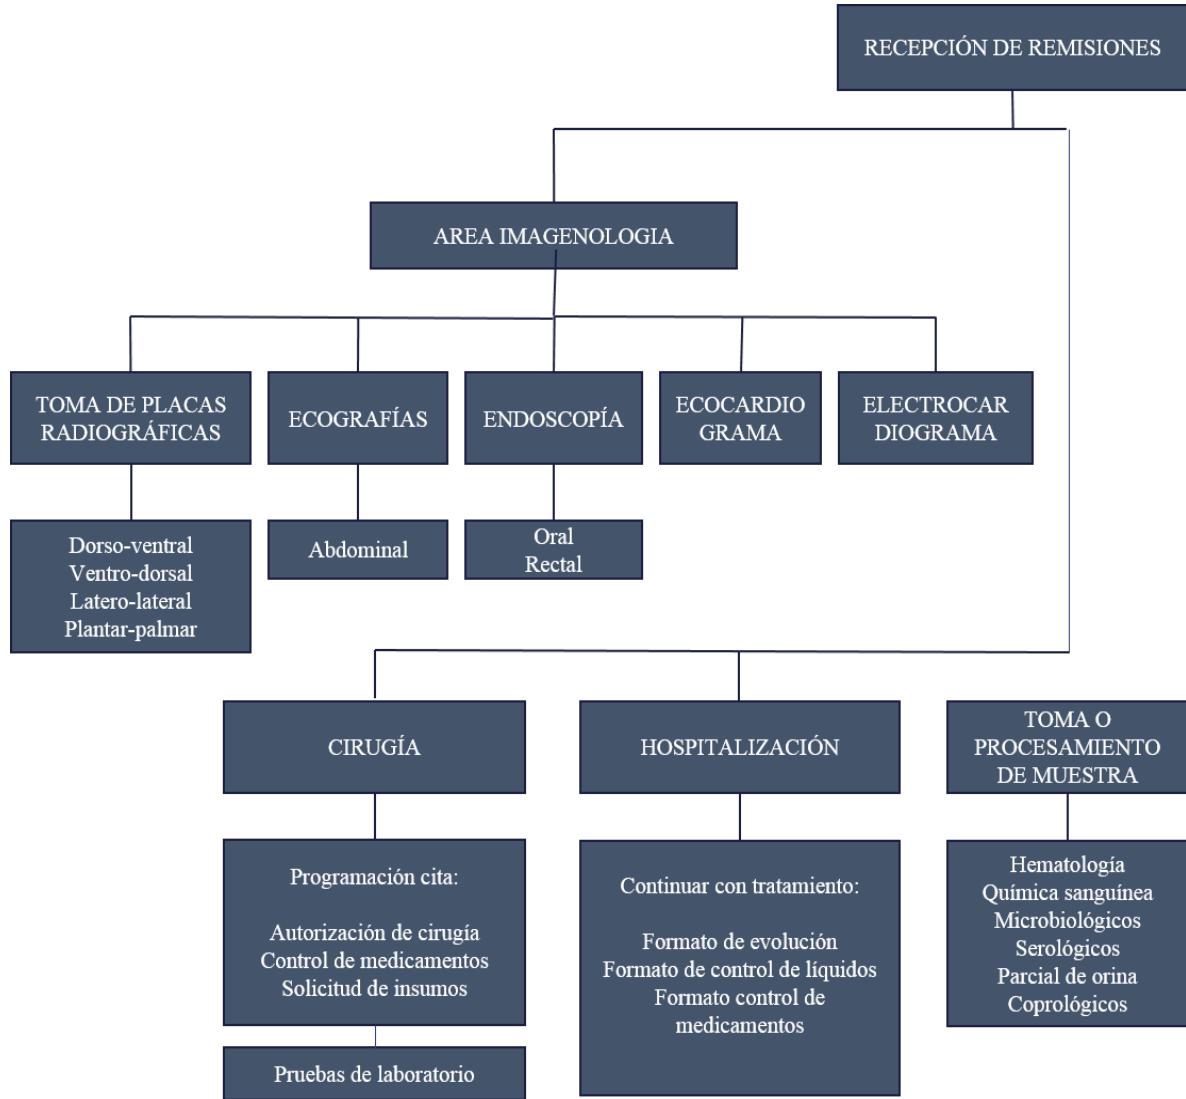 RECEPCIÓN DE REMISIONES
AREA IMAGENOLOGIA
TOMA DE PLACAS
RADIOGRÁFICAS
ECOGRAFÍAS
ENDOSCOPÍA
ECOCARDIO
GRAMA
ELECTROCAR
DIOGRAMA
Dorso-ventral
Ventro-dorsal
Latero-lateral
Plantar-palmar
Abdominal
Oral
Rectal
CIRUGÍA
HOSPITALIZACIÓN
TOMA O
PROCESAMIENTO
DE MUESTRA
Programación cita:
Autorización de cirugía
Control de medicamentos
Solicitud de insumos
Pruebas de laboratorio
Continuar con tratamiento:
Formato de evolución
Formato de control de líquidos
Formato control de
medicamentos
Hematología
Química sanguínea
Microbiológicos
Serológicos
Parcial de orina
Coprológicos